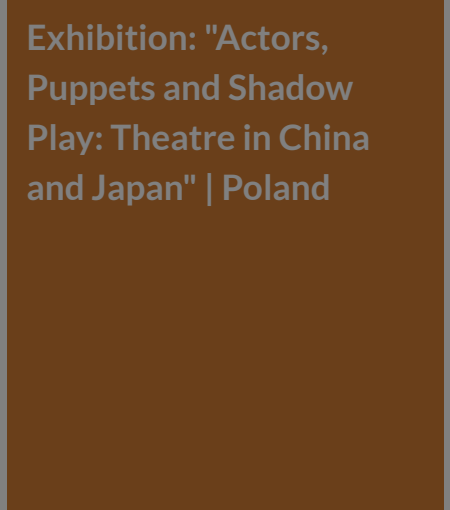 Exhibition: "Actors,
Puppets and Shadow
Play: Theatre in China
and Japan" | Poland